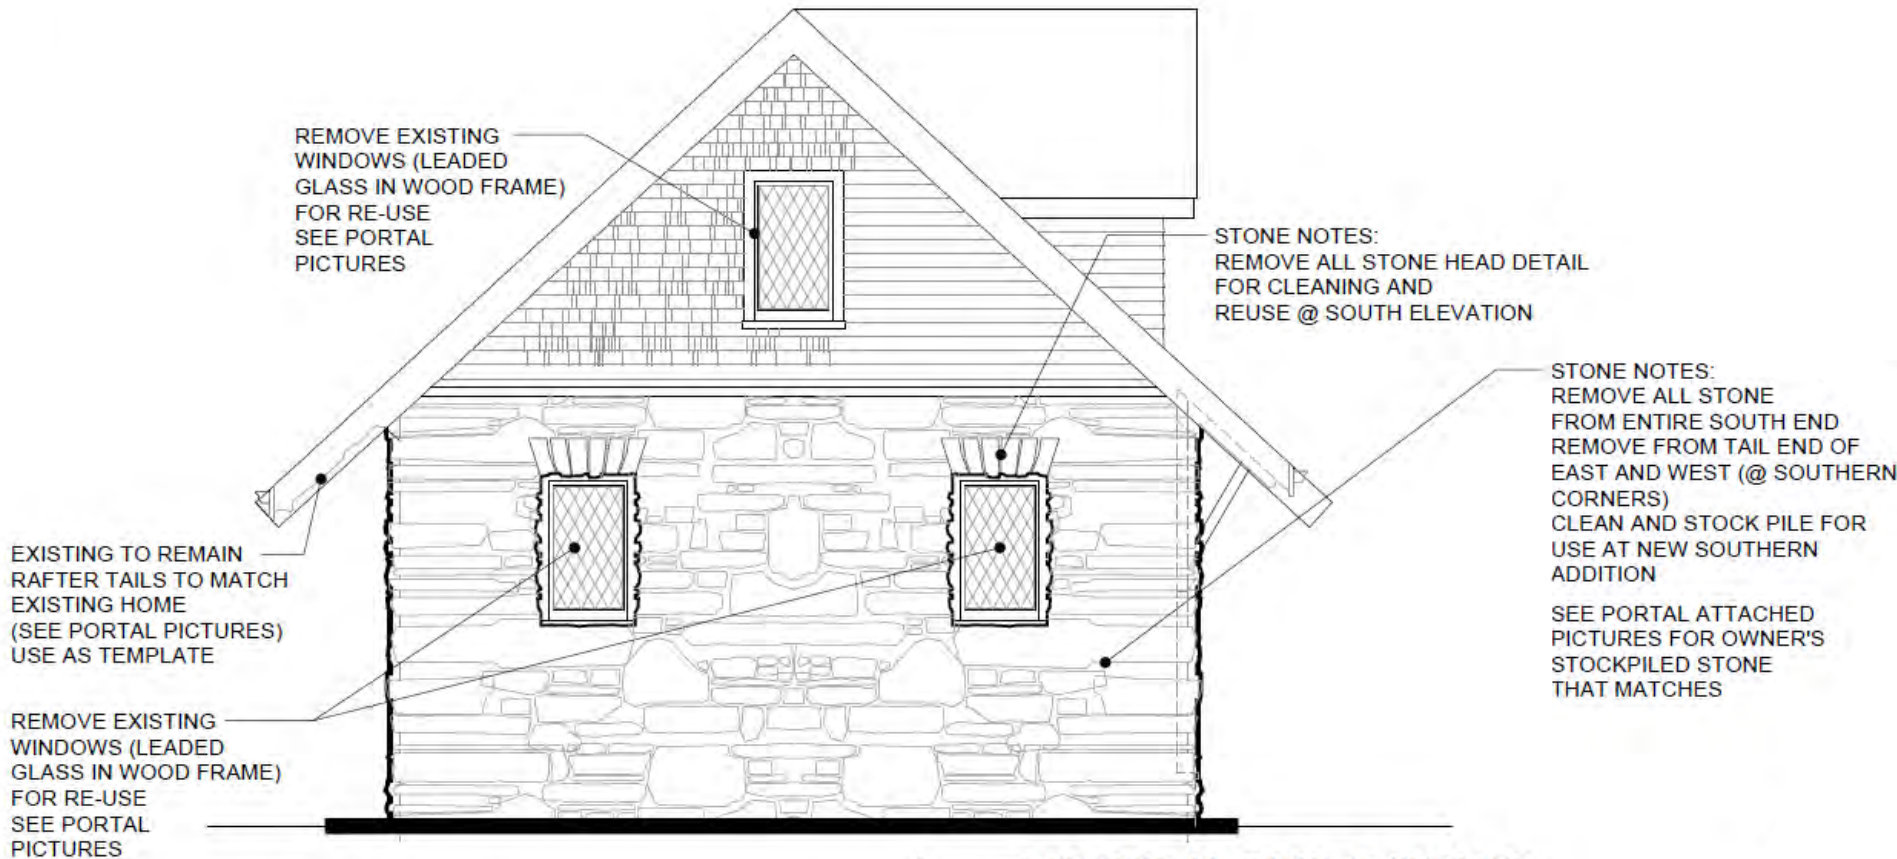 REMOVE EXISTING
WINDOWS (LEADED
GLASS IN WOOD FRAME)
FOR RE-USE
SEE PORTAL
PICTURES
STONE NOTES:
REMOVE ALL STONE HEAD DETAIL
FOR CLEANING AND
REUSE @ SOUTH ELEVATION
STONE NOTES:
REMOVE ALL STONE
FROM ENTIRE SOUTH END
REMOVE FROM TAIL END OF
EAST AND WEST (@ SOUTHERN
CORNERS)
CLEAN AND STOCK PILE FOR
USE AT NEW SOUTHERN
ADDITION
SEE PORTAL ATTACHED
PICTURES FOR OWNER'S
STOCKPILED STONE
THAT MATCHES
EXISTING TO REMAIN
RAFTER TAILS TO MATCH
EXISTING HOME
(SEE PORTAL PICTURES)
USE AS TEMPLATE
REMOVE EXISTING
WINDOWS (LEADED
GLASS IN WOOD FRAME)
FOR RE-USE
SEE PORTAL
PICTURES